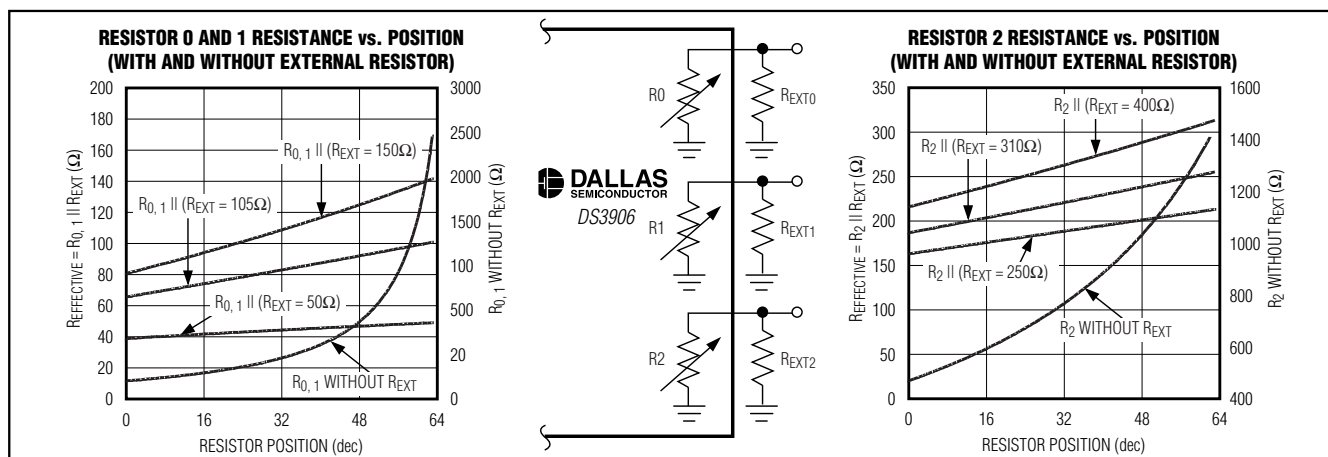 RESISTOR 0 AND 1 RESISTANCE vs. POSITION
(WITH AND WITHOUT EXTERNAL RESISTOR)
REFFECTIVE = R0, 1 || REXT (Ω)
200
180
160
140
120
100
80
60
40
20
0
R0, 1 || (REXT = 150Ω)
R0, 1 || (REXT = 105Ω)
R0, 1 || (REXT = 50Ω)
R0, 1 WITHOUT REXT
3000
2500
2000
1400
900
500
20
0
R0, 1 WITHOUT REXT (Ω)
0 16 32 48 64
RESISTOR POSITION (dec)
R0
REXT0
DALLAS
SEMICONDUCTOR
DS3906
R1
REXT1
R2
REXT2
RESISTOR 2 RESISTANCE vs. POSITION
(WITH AND WITHOUT EXTERNAL RESISTOR)
REFFECTIVE = R2 || REXT (Ω)
350
300
250
200
150
100
50
0
R2 || (REXT = 400Ω)
R2 || (REXT = 310Ω)
R2 || (REXT = 250Ω)
R2 WITHOUT REXT
1600
1400
1200
1000
800
600
400
R2 WITHOUT REXT (Ω)
0 16 32 48 64
RESISTOR POSITION (dec)